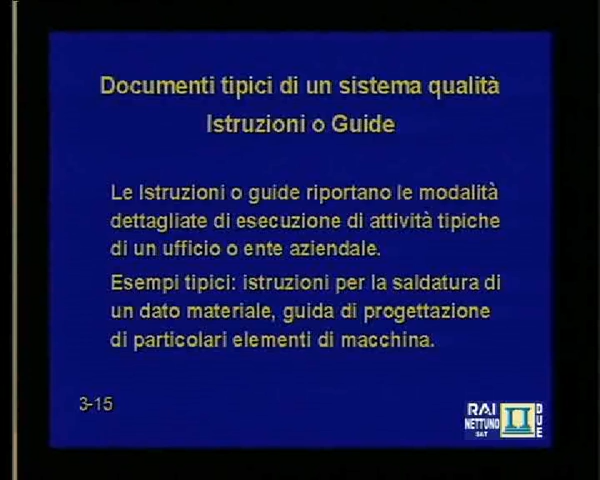 Documenti tipici di un sistema qualità
Istruzioni o Guide
Le Istruzioni o guide riportano le modalità
dettagliate di esecuzione di attività tipiche
di un ufficio o ente aziendale.
Esempi tipici: istruzioni per la saldatura di
un dato materiale, guida di progettazione
di particolari elementi di macchina.
3-15
RAI
NETTUNO
SAT
DUE